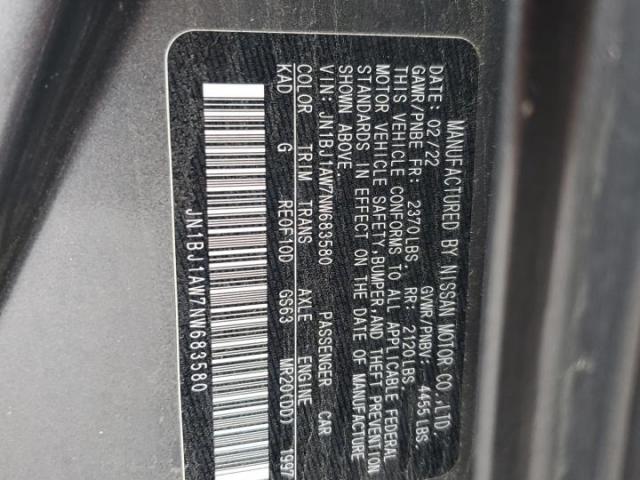 MANUFACTURED BY NISSAN MOTOR CO.,LTD.
DATE: 02/22 GVWR/PNBV: 4455LBS.
GAWR/PNBE FR: 2370LBS. RR: 2120LBS.
THIS VEHICLE CONFORMS TO ALL APPLICABLE FEDERAL
MOTOR VEHICLE SAFETY,BUMPER,AND THEFT PREVENTION
STANDARDS IN EFFECT ON THE DATE OF MANUFACTURE
SHOWN ABOVE.
VIN: JN1BJ1AW7NW683580 PASSENGER CAR
COLOR TRIM TRANS AXLE ENGINE
KAD G RE0F10D GS63 MR20(DD) 1997
JN1BJ1AW7NW683580